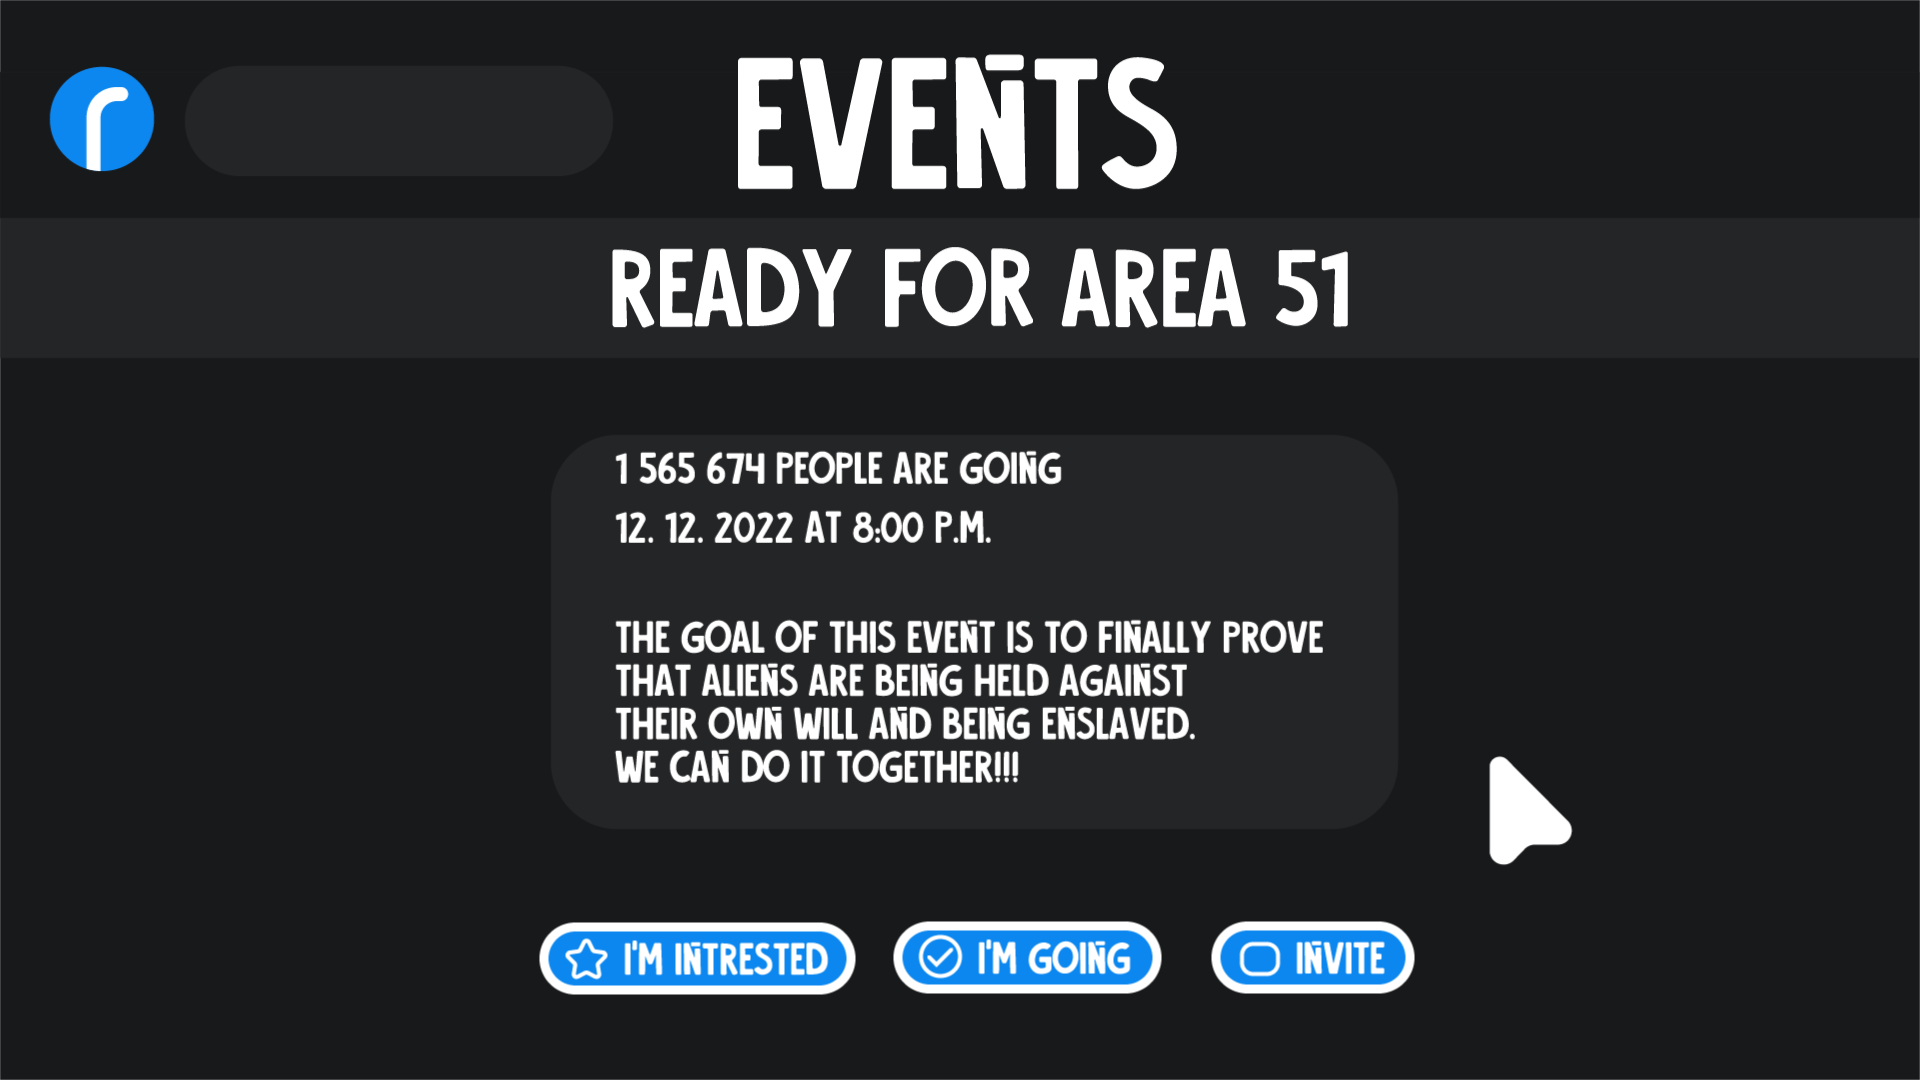 r
EVENTS
READY FOR AREA 51
1 565 674 PEOPLE ARE GOING
12. 12. 2022 AT 8:00 P.M.
THE GOAL OF THIS EVENT IS TO FINALLY PROVE
THAT ALIENS ARE BEING HELD AGAINST
THEIR OWN WILL AND BEING ENSLAVED.
WE CAN DO IT TOGETHER!!!
I'M INTRESTED
I'M GOING
INVITE